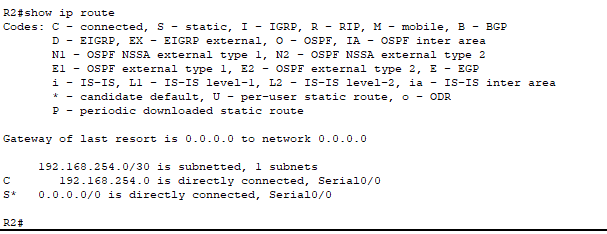 R2#show ip route
Codes: C - connected, S - static, I - IGRP, R - RIP, M - mobile, B - BGP
       D - EIGRP, EX - EIGRP external, O - OSPF, IA - OSPF inter area
       N1 - OSPF NSSA external type 1, N2 - OSPF NSSA external type 2
       E1 - OSPF external type 1, E2 - OSPF external type 2, E - EGP
       i - IS-IS, L1 - IS-IS level-1, L2 - IS-IS level-2, ia - IS-IS inter area
       * - candidate default, U - per-user static route, o - ODR
       P - periodic downloaded static route
Gateway of last resort is 0.0.0.0 to network 0.0.0.0
     192.168.254.0/30 is subnetted, 1 subnets
C       192.168.254.0 is directly connected, Serial0/0
S*   0.0.0.0/0 is directly connected, Serial0/0
R2#